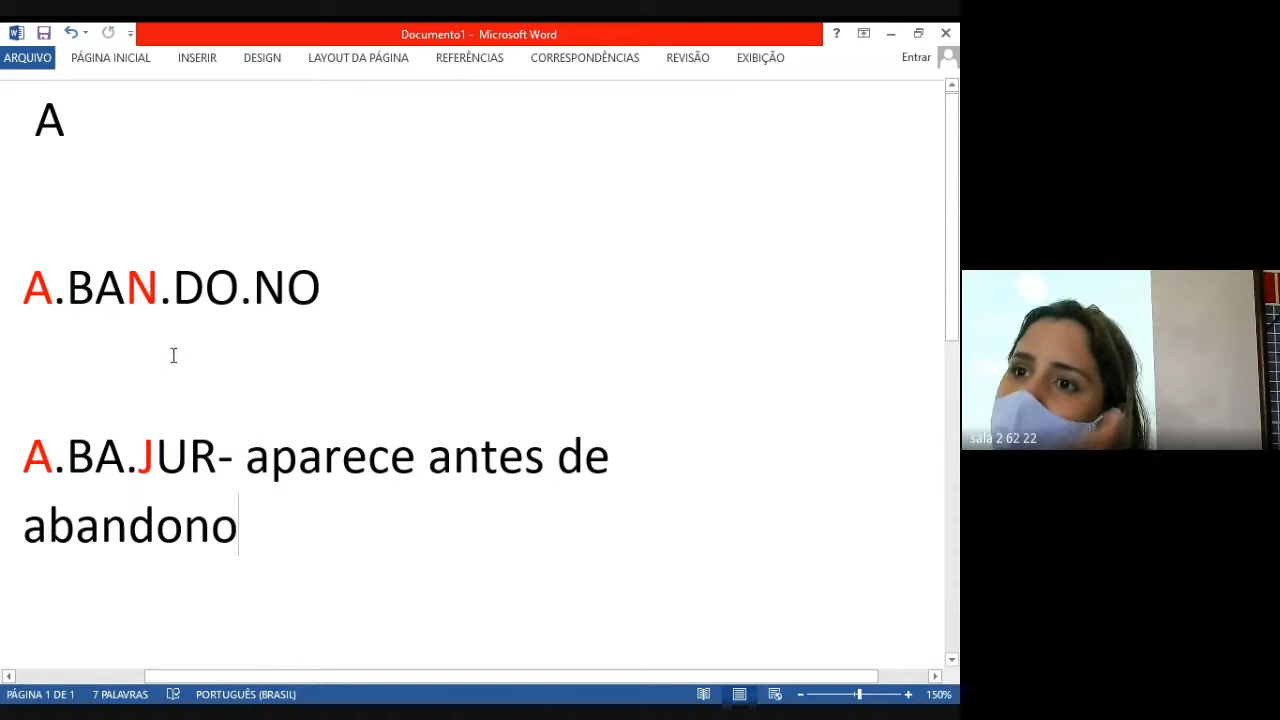 Documento1 - Microsoft Word
ARQUIVO PÁGINA INICIAL INSERIR DESIGN LAYOUT DA PÁGINA REFERÊNCIAS CORRESPONDÊNCIAS REVISÃO EXIBIÇÃO Entrar
A
A.BAN.DO.NO
A.BA.JUR- aparece antes de
abandono
sala 2 62 22
PÁGINA 1 DE 1 7 PALAVRAS PORTUGUÊS (BRASIL) 150%